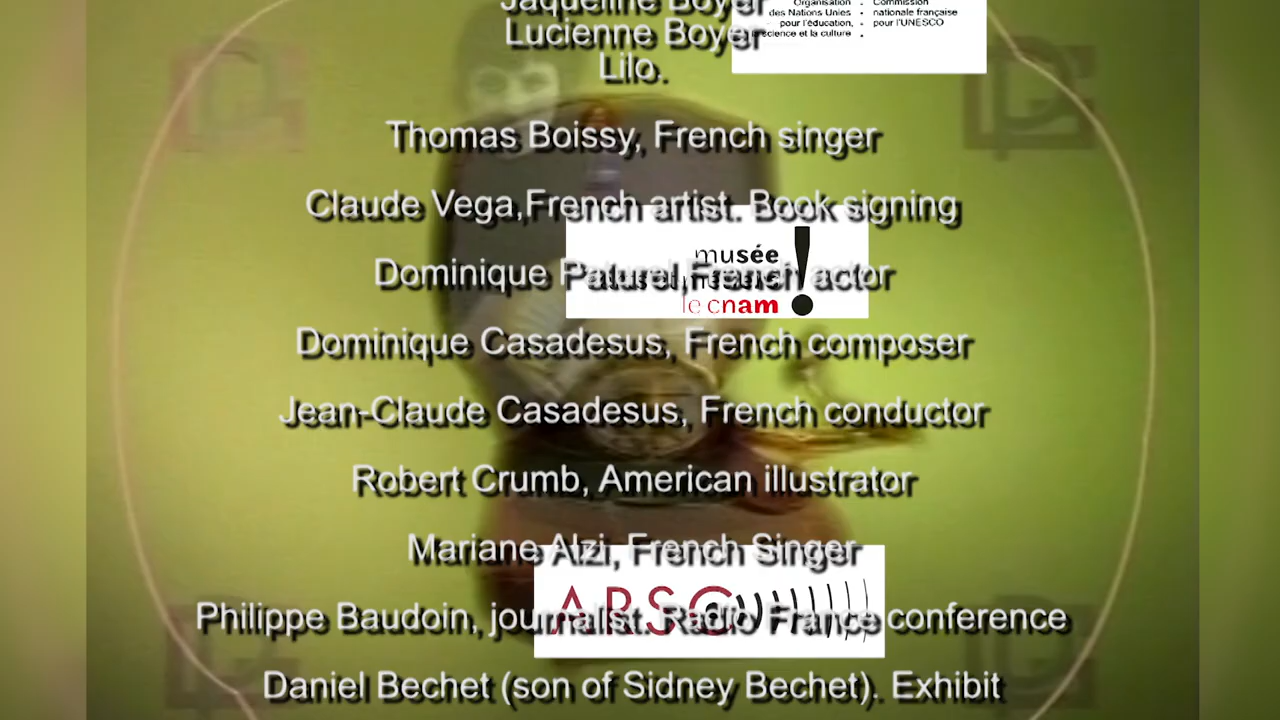 Jaqueline Boyer
Organisation
des Nations Unies
pour l'éducation,
la science et la culture
Commission
nationale française
pour l'UNESCO
Lucienne Boyer
Lilo.
Thomas Boissy, French singer
Claude Vega,French artist. Book signing
musée
le cnam
Dominique Paturel,French actor
Dominique Casadesus, French composer
Jean-Claude Casadesus, French conductor
Robert Crumb, American illustrator
Mariane Alzi, French Singer
ARSC
Philippe Baudoin, journalist. Radio France conference
Daniel Bechet (son of Sidney Bechet). Exhibit